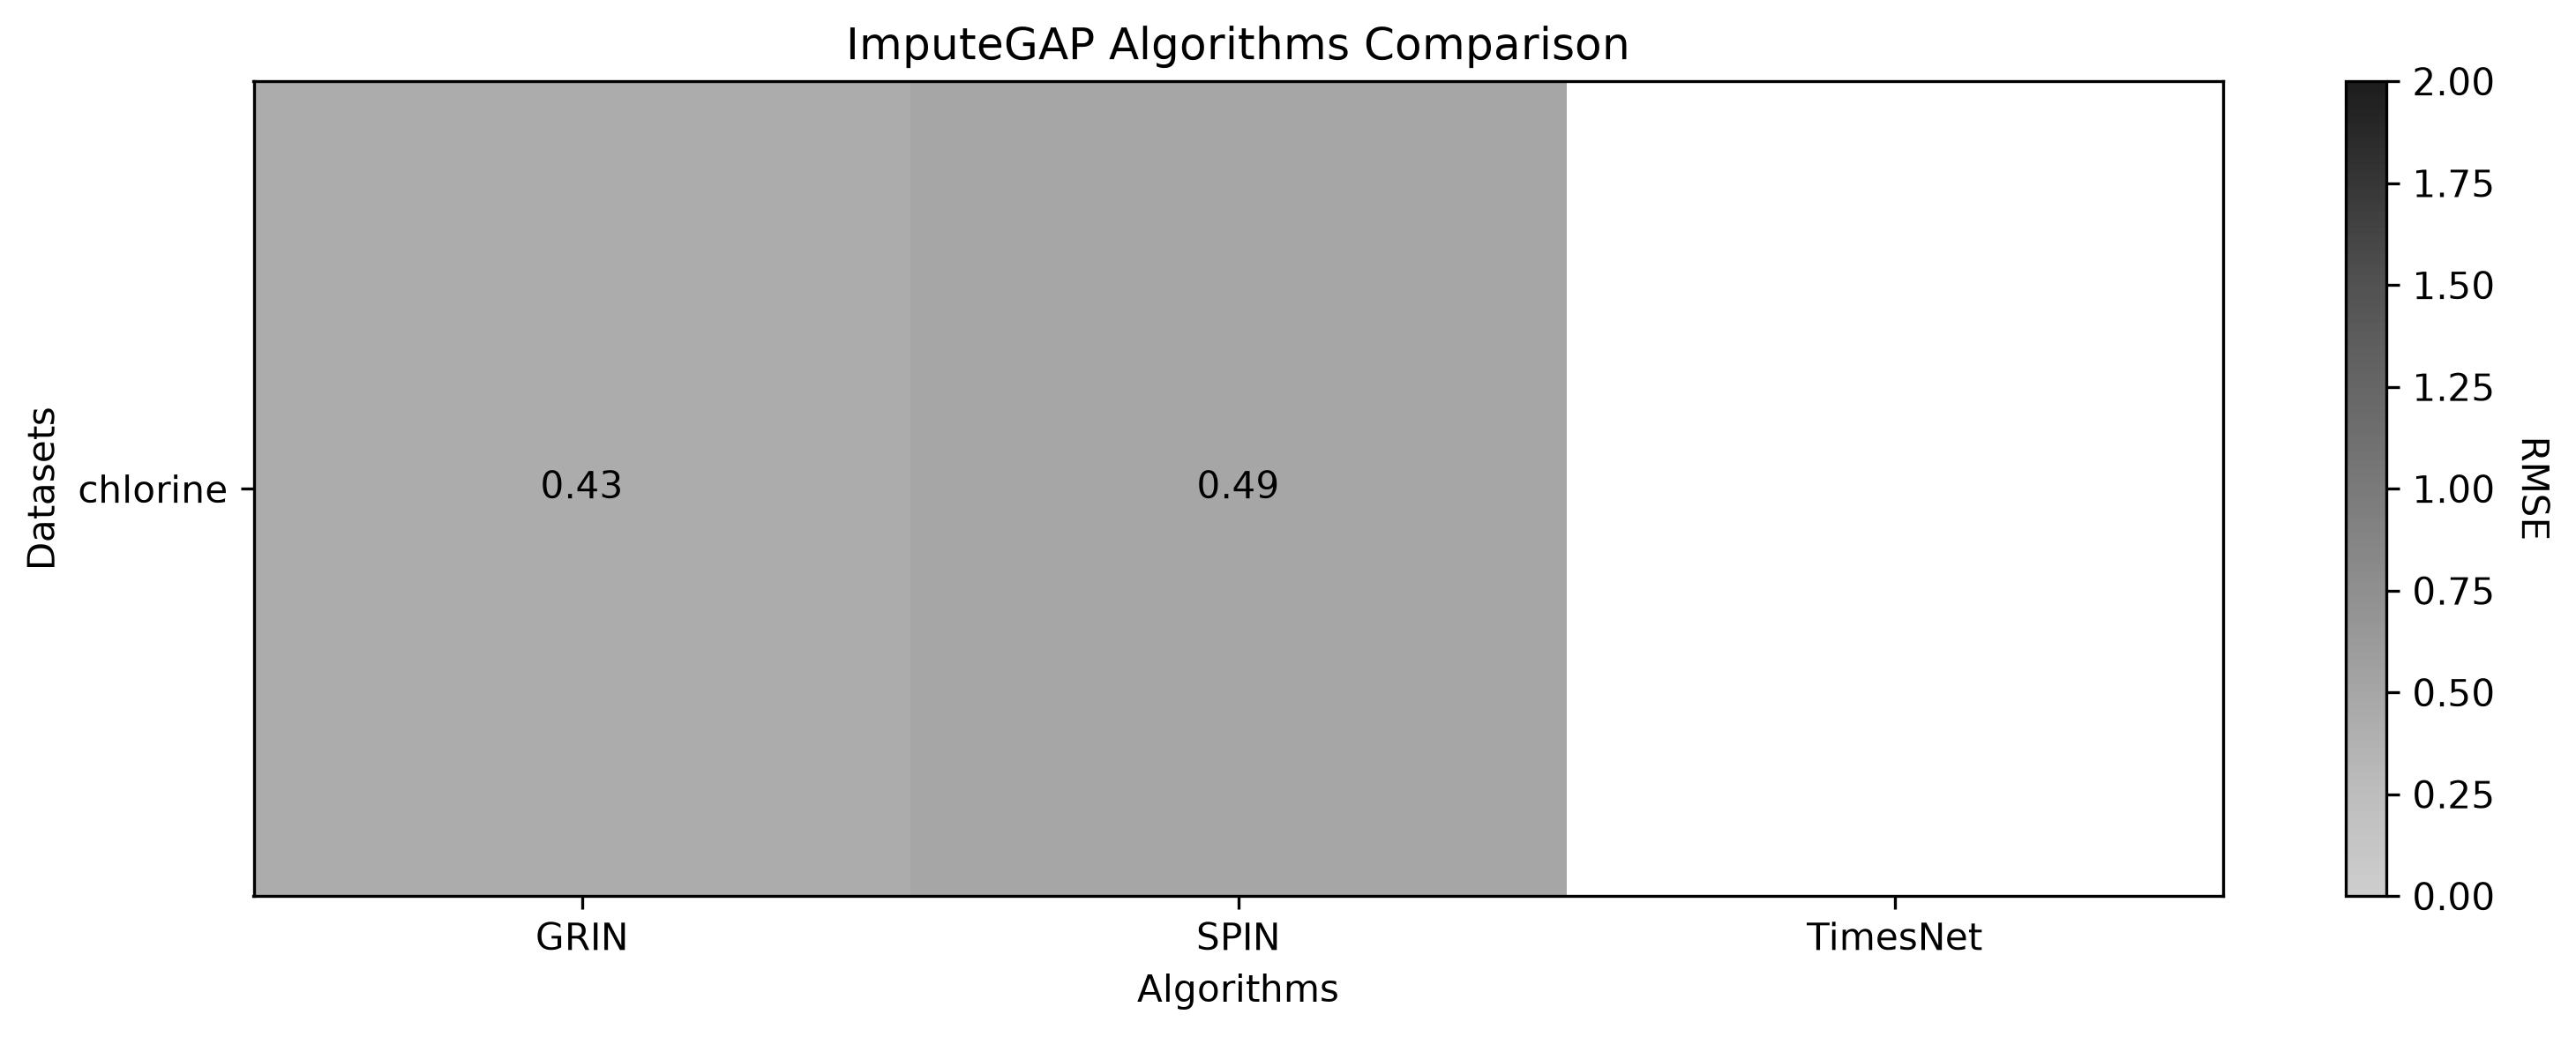 ImputeGAP Algorithms Comparison
Datasets
chlorine
0.43
0.49
GRIN
SPIN
TimesNet
Algorithms
2.00
1.75
1.50
1.25
1.00
0.75
0.50
0.25
0.00
RMSE